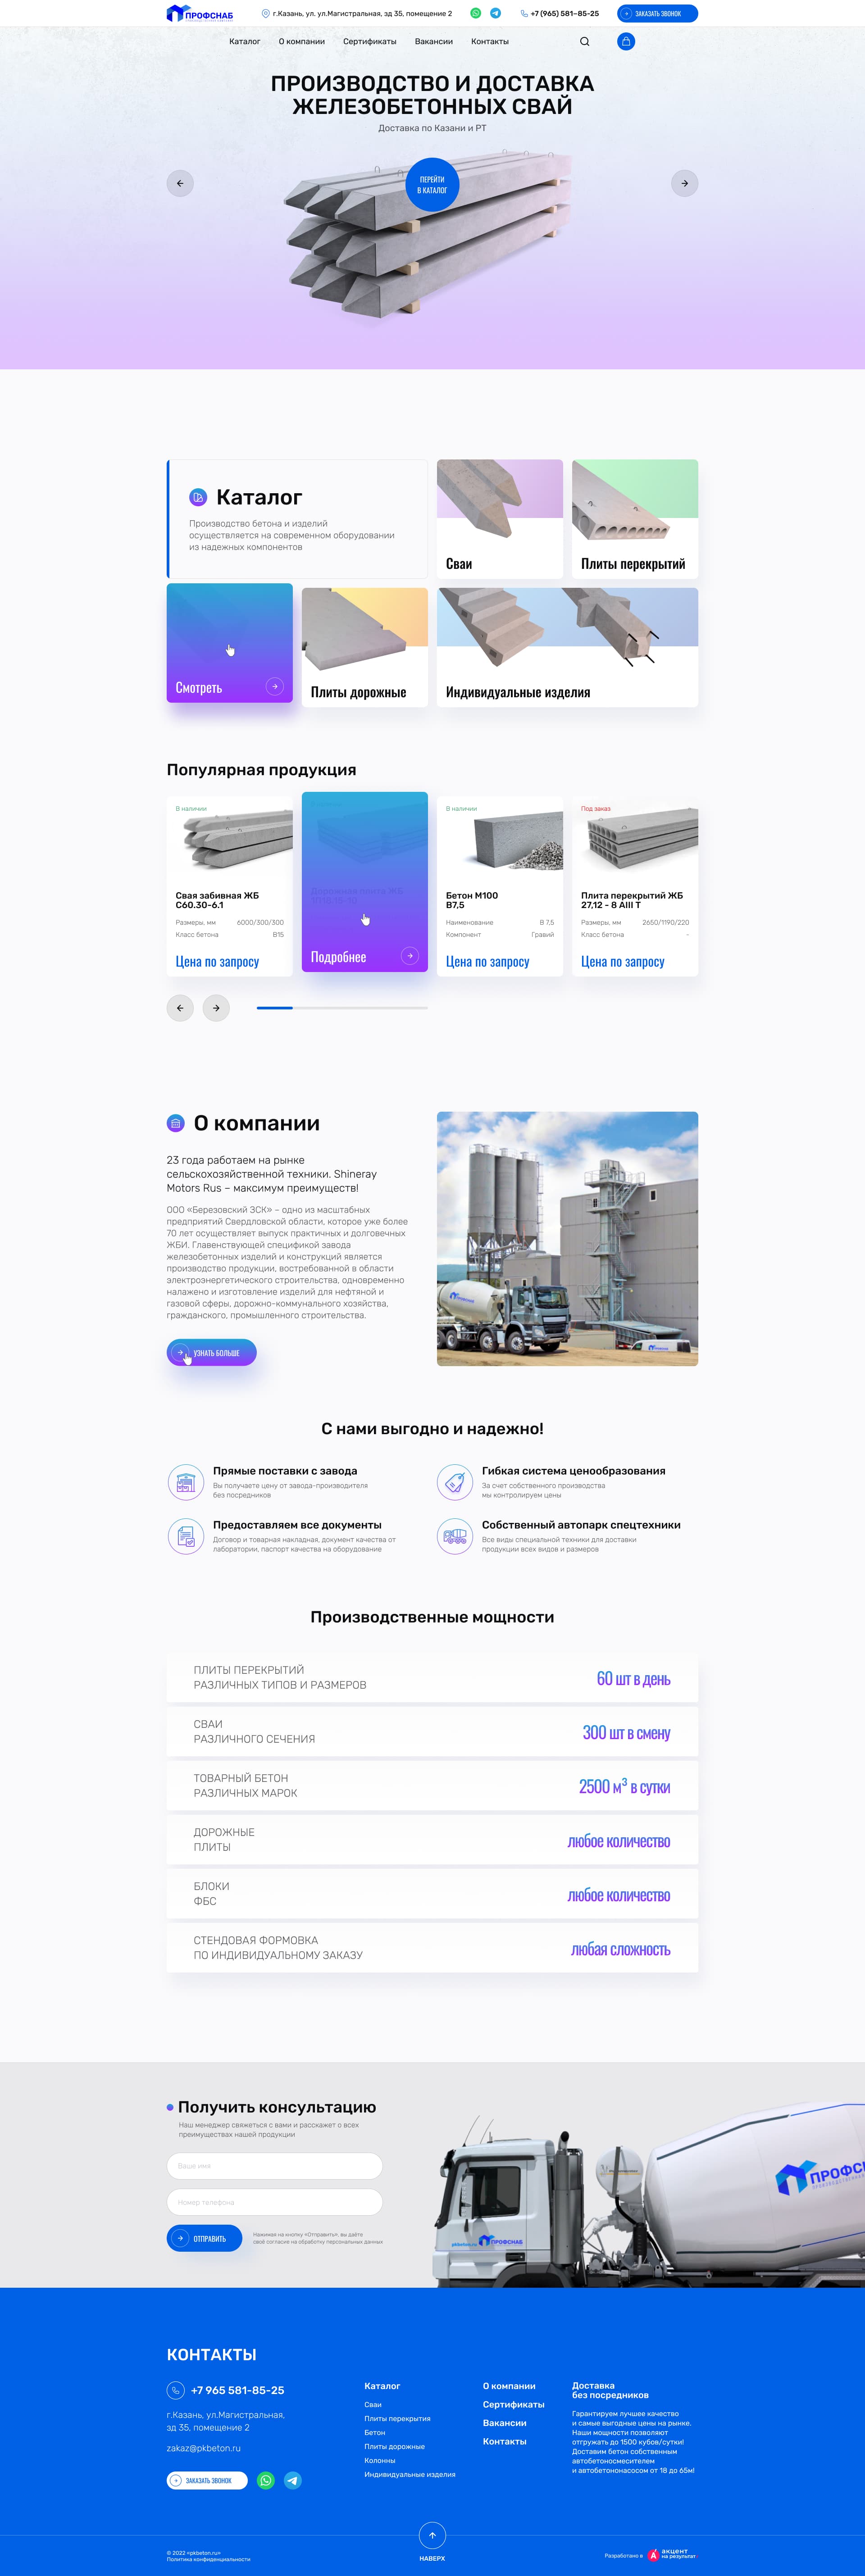 ПРОФСНАБ
г.Казань, ул. ул.Магистральная, зд 35, помещение 2
+7 (965) 581-85-25
ЗАКАЗАТЬ ЗВОНОК
Каталог
О компании
Сертификаты
Вакансии
Контакты
ПРОИЗВОДСТВО И ДОСТАВКА
ЖЕЛЕЗОБЕТОННЫХ СВАЙ
Доставка по Казани и РТ
ПЕРЕЙТИ
В КАТАЛОГ
Каталог
Производство бетона и изделий
осуществляется на современном оборудовании
из надежных компонентов
Сваи
Плиты перекрытий
Смотреть
Плиты дорожные
Индивидуальные изделия
Популярная продукция
В наличии
Свая забивная ЖБ
С60.30-6.1
Размеры, мм 6000/300/300
Класс бетона B15
Цена по запросу
Подробнее
В наличии
Бетон М100
В7,5
Наименование В 7,5
Компонент Гравий
Цена по запросу
Под заказ
Плита перекрытий ЖБ
27,12 - 8 АIII Т
Размеры, мм 2650/1190/220
Класс бетона -
Цена по запросу
О компании
23 года работаем на рынке
сельскохозяйственной техники. Shineray
Motors Rus – максимум преимуществ!
ООО «Березовский ЗСК» – одно из масштабных
предприятий Свердловской области, которое уже более
70 лет осуществляет выпуск практичных и долговечных
ЖБИ. Главенствующей спецификой завода
железобетонных изделий и конструкций является
производство продукции, востребованной в области
электроэнергетического строительства, одновременно
налажено и изготовление изделий для нефтяной и
газовой сферы, дорожно-коммунального хозяйства,
гражданского, промышленного строительства.
УЗНАТЬ БОЛЬШЕ
С нами выгодно и надежно!
Прямые поставки с завода
Вы получаете цену от завода-производителя
без посредников
Гибкая система ценообразования
За счет собственного производства
мы контролируем цены
Предоставляем все документы
Договор и товарная накладная, документ качества от
лаборатории, паспорт качества на оборудование
Собственный автопарк спецтехники
Все виды специальной техники для доставки
продукции всех видов и размеров
Производственные мощности
ПЛИТЫ ПЕРЕКРЫТИЙ
РАЗЛИЧНЫХ ТИПОВ И РАЗМЕРОВ
60 шт в день
СВАИ
РАЗЛИЧНОГО СЕЧЕНИЯ
300 шт в смену
ТОВАРНЫЙ БЕТОН
РАЗЛИЧНЫХ МАРОК
2500 м³ в сутки
ДОРОЖНЫЕ
ПЛИТЫ
любое количество
БЛОКИ
ФБС
любое количество
СТЕНДОВАЯ ФОРМОВКА
ПО ИНДИВИДУАЛЬНОМУ ЗАКАЗУ
любая сложность
Получить консультацию
Наш менеджер свяжеться с вами и расскажет о всех
преимуществах нашей продукции
Ваше имя
Номер телефона
ОТПРАВИТЬ
Нажимая на кнопку «Отправить», вы даёте
своё согласие на обработку персональных данных
pkbeton.ru
ПРОФСНАБ
КОНТАКТЫ
+7 965 581-85-25
г.Казань, ул.Магистральная,
зд 35, помещение 2
zakaz@pkbeton.ru
ЗАКАЗАТЬ ЗВОНОК
Каталог
Сваи
Плиты перекрытия
Бетон
Плиты дорожные
Колонны
Индивидуальные изделия
О компании
Сертификаты
Вакансии
Контакты
Доставка
без посредников
Гарантируем лучшее качество
и самые выгодные цены на рынке.
Наши мощности позволяют
отгружать до 1500 кубов/сутки!
Доставим бетон собственным
автобетоносмесителем
и автобетононасосом от 18 до 65м!
НАВЕРХ
© 2022 «pkbeton.ru»
Политика конфиденциальности
Разработано в
акцент
на результат